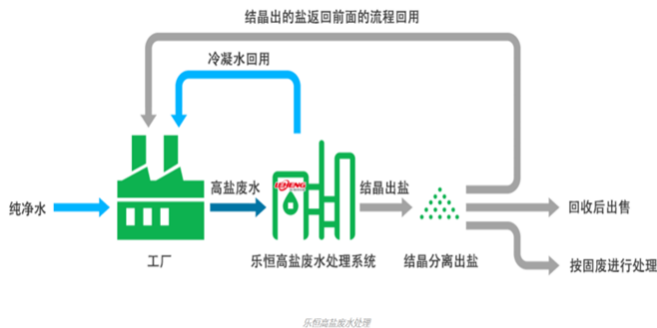 结晶出的盐返回前面的流程回用
冷凝水回用
纯净水
高盐废水
LEHENG
结晶出盐
回收后出售
工厂
乐恒高盐废水处理系统
结晶分离出盐
按固废进行处理
乐恒高盐废水处理